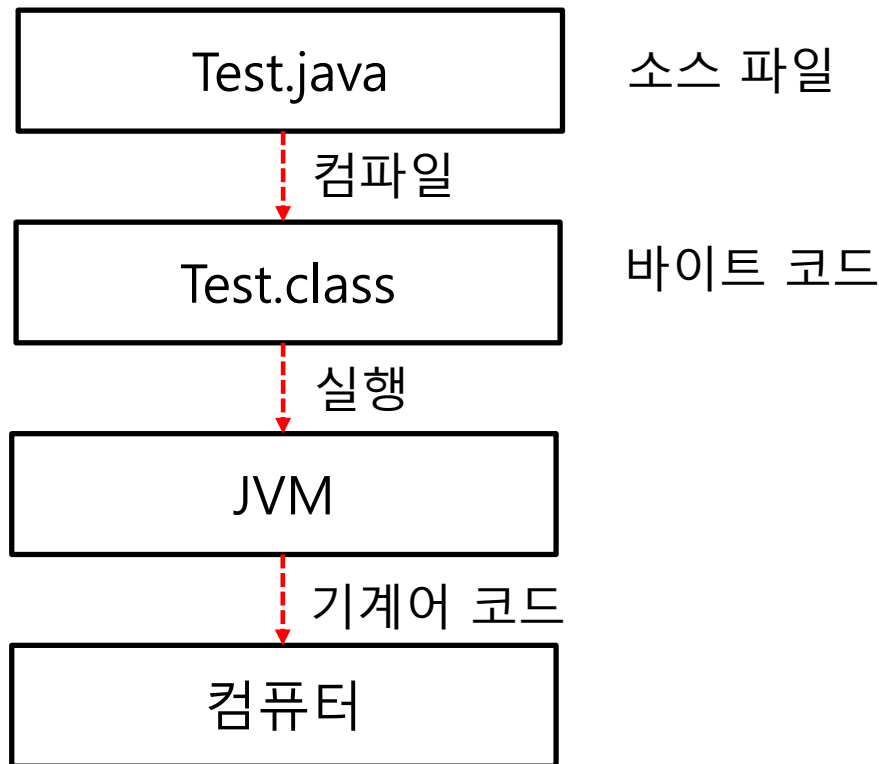 Test.java
소스 파일
컴파일
Test.class
바이트 코드
실행
JVM
기계어 코드
컴퓨터